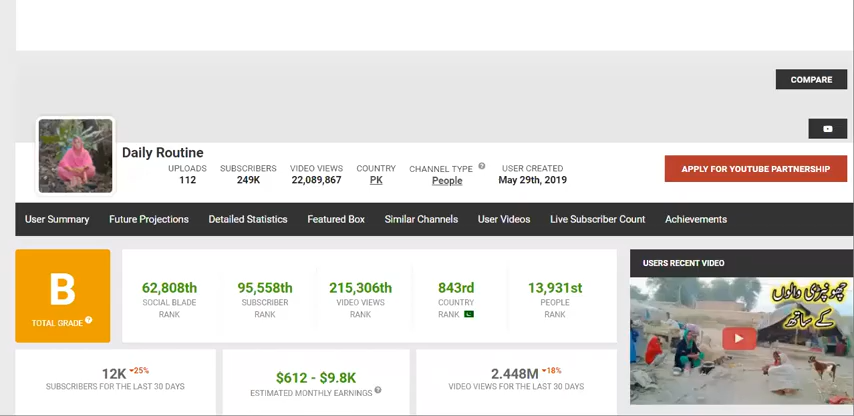 COMPARE
Daily Routine
UPLOADS SUBSCRIBERS VIDEO VIEWS COUNTRY CHANNEL TYPE ? USER CREATED
112 249K 22,089,867 PK People May 29th, 2019
APPLY FOR YOUTUBE PARTNERSHIP
User Summary Future Projections Detailed Statistics Featured Box Similar Channels User Videos Live Subscriber Count Achievements
B
TOTAL GRADE ?
62,808th 95,558th 215,306th 843rd 13,931st
SOCIAL BLADE SUBSCRIBER VIDEO VIEWS COUNTRY PEOPLE
RANK RANK RANK RANK RANK
USERS RECENT VIDEO
جھونپڑی والوں
کے ساتھ
12K 25%
SUBSCRIBERS FOR THE LAST 30 DAYS
$612 - $9.8K
ESTIMATED MONTHLY EARNINGS ?
2.448M 18%
VIDEO VIEWS FOR THE LAST 30 DAYS